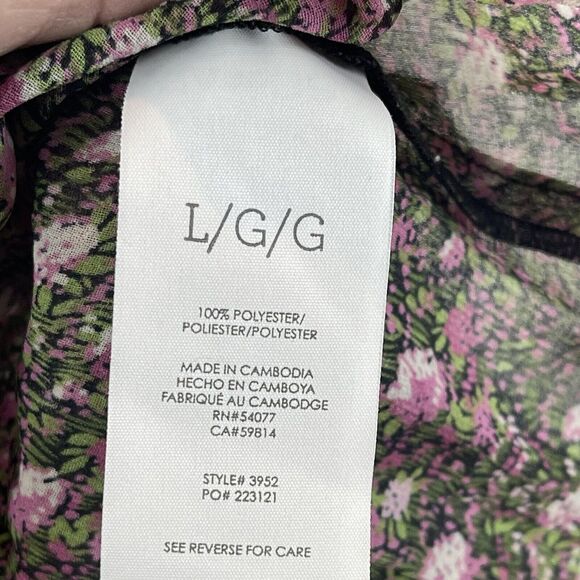 L/G/G
100% POLYESTER/
POLIESTER/POLYESTER
MADE IN CAMBODIA
HECHO EN CAMBOYA
FABRIQUÉ AU CAMBODGE
RN#54077
CA#59814
STYLE# 3952
PO# 223121
SEE REVERSE FOR CARE